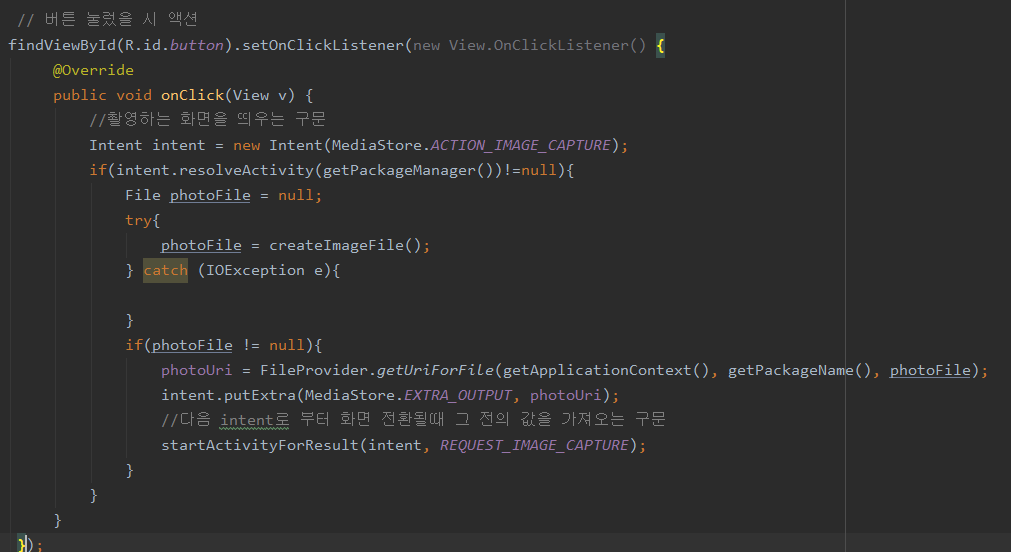 // 버튼 눌렀을 시 액션
findViewById(R.id.button).setOnClickListener(new View.OnClickListener() {
@Override
public void onClick(View v) {
//촬영하는 화면을 띄우는 구문
Intent intent = new Intent(MediaStore.ACTION_IMAGE_CAPTURE);
if(intent.resolveActivity(getPackageManager())!=null){
File photoFile = null;
try{
photoFile = createImageFile();
} catch (IOException e){
}
if(photoFile != null){
photoUri = FileProvider.getUriForFile(getApplicationContext(), getPackageName(), photoFile);
intent.putExtra(MediaStore.EXTRA_OUTPUT, photoUri);
//다음 intent로 부터 화면 전환될때 그 전의 값을 가져오는 구문
startActivityForResult(intent, REQUEST_IMAGE_CAPTURE);
}
}
}
});